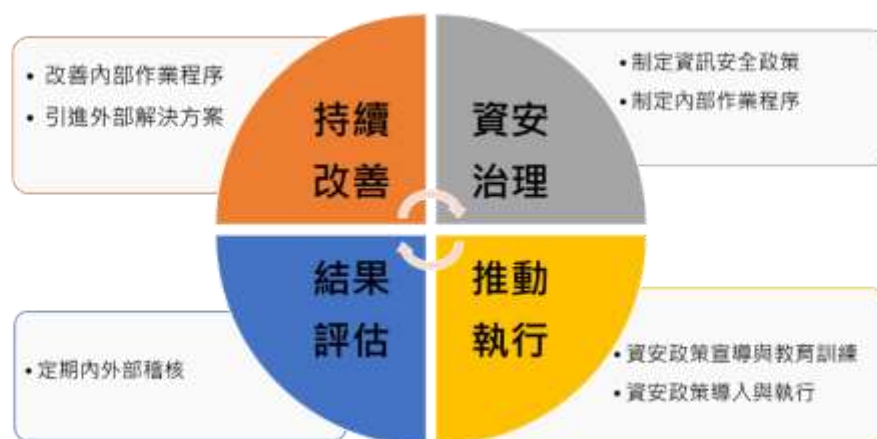 • 改善內部作業程序
• 引進外部解決方案
持續
改善
資安
治理
• 制定資訊安全政策
• 制定內部作業程序
• 定期內外部稽核
結果
評估
推動
執行
• 資安政策宣導與教育訓練
• 資安政策導入與執行